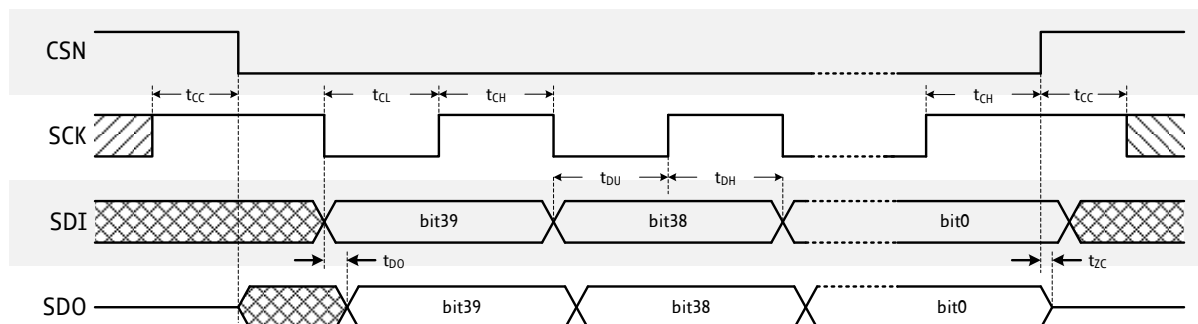 CSN
tCC tCL tCH tCH tCC
SCK
tDU tDH
SDI bit39 bit38 bit0
tDO tZC
SDO bit39 bit38 bit0